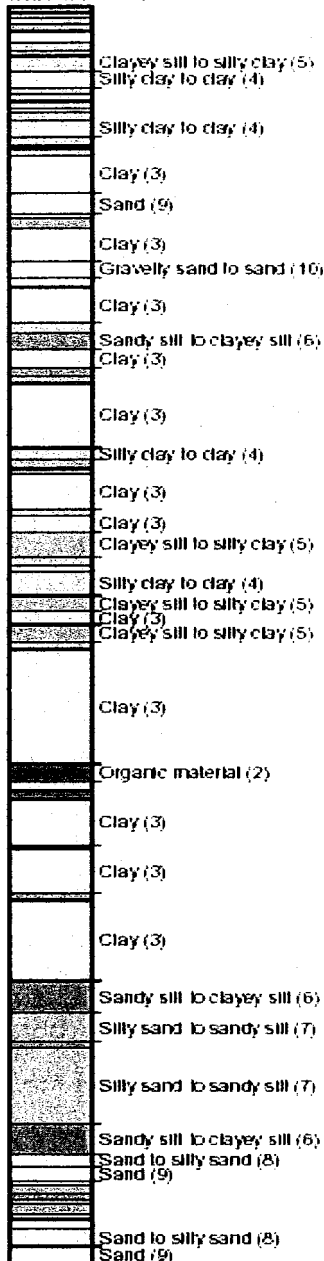 Clayey silt to silty clay (5)
Silty clay to clay (4)
Silty clay to clay (4)
Clay (3)
Sand (9)
Clay (3)
Gravelly sand to sand (10)
Clay (3)
Sandy silt to clayey silt (6)
Clay (3)
Clay (3)
Silty clay to clay (4)
Clay (3)
Clay (3)
Clayey silt to silty clay (5)
Silty clay to clay (4)
Clayey silt to silty clay (5)
Clay (3)
Clayey silt to silty clay (5)
Clay (3)
Organic material (2)
Clay (3)
Clay (3)
Clay (3)
Sandy silt to clayey silt (6)
Silty sand to sandy silt (7)
Silty sand to sandy silt (7)
Sandy silt to clayey silt (6)
Sand to silty sand (8)
Sand (9)
Sand to silty sand (8)
Sand (9)